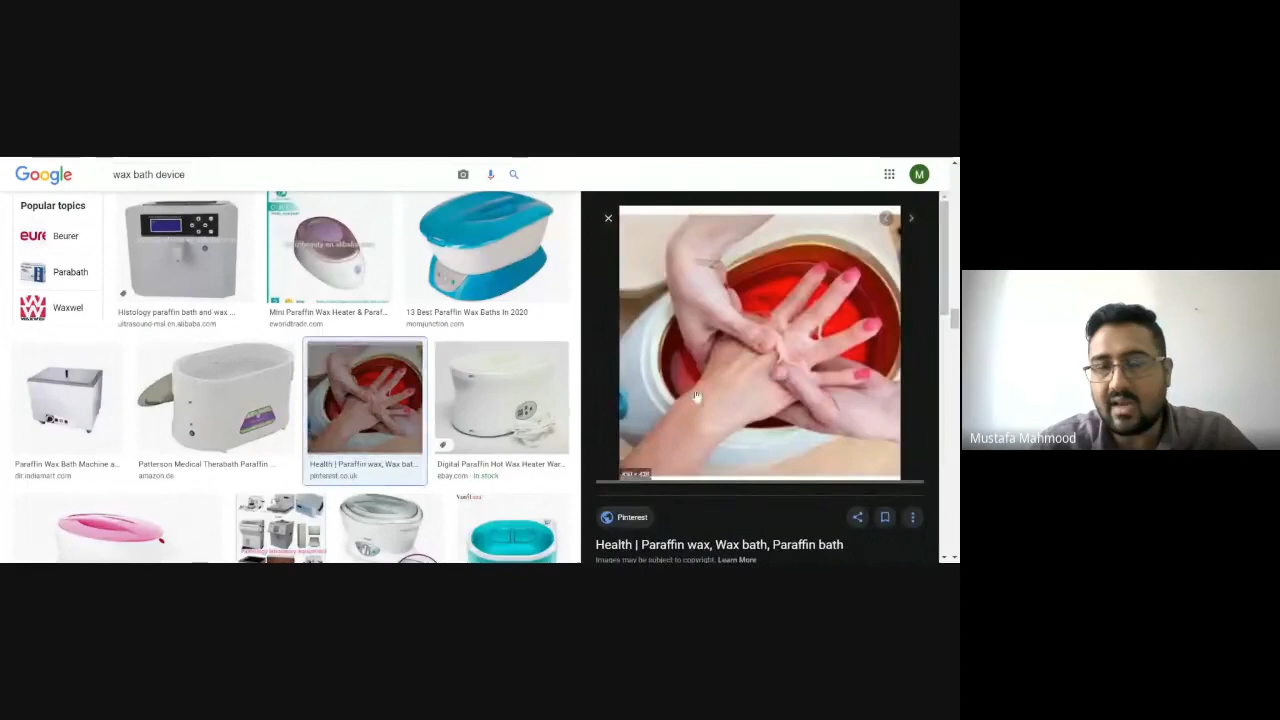 Google
wax bath device
M
Popular topics
Beurer
Parabath
Waxwel
Histology paraffin bath and wax ...
ultrasound-msl.en.alibaba.com
Mini Paraffin Wax Heater & Paraf...
eworldtrade.com
13 Best Paraffin Wax Baths In 2020
momjunction.com
Paraffin Wax Bath Machine a...
dir.indiamart.com
Patterson Medical Therabath Paraffin ...
amazon.de
Health | Paraffin wax, Wax bat...
pinterest.co.uk
Digital Paraffin Hot Wax Heater War...
ebay.com · In stock
Pinterest
Health | Paraffin wax, Wax bath, Paraffin bath
Images may be subject to copyright. Learn More
Mustafa Mahmood